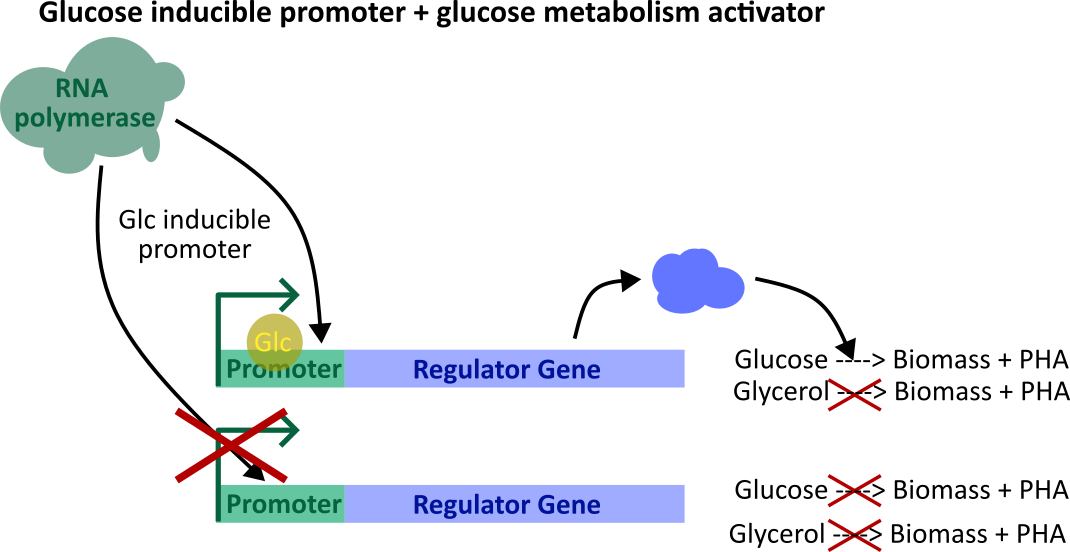 Glucose inducible promoter + glucose metabolism activator
RNA
polymerase
Glc inducible
promoter
Glc
Promoter
Regulator Gene
Glucose ----> Biomass + PHA
Glycerol ----> Biomass + PHA
Promoter
Regulator Gene
Glucose ----> Biomass + PHA
Glycerol ----> Biomass + PHA